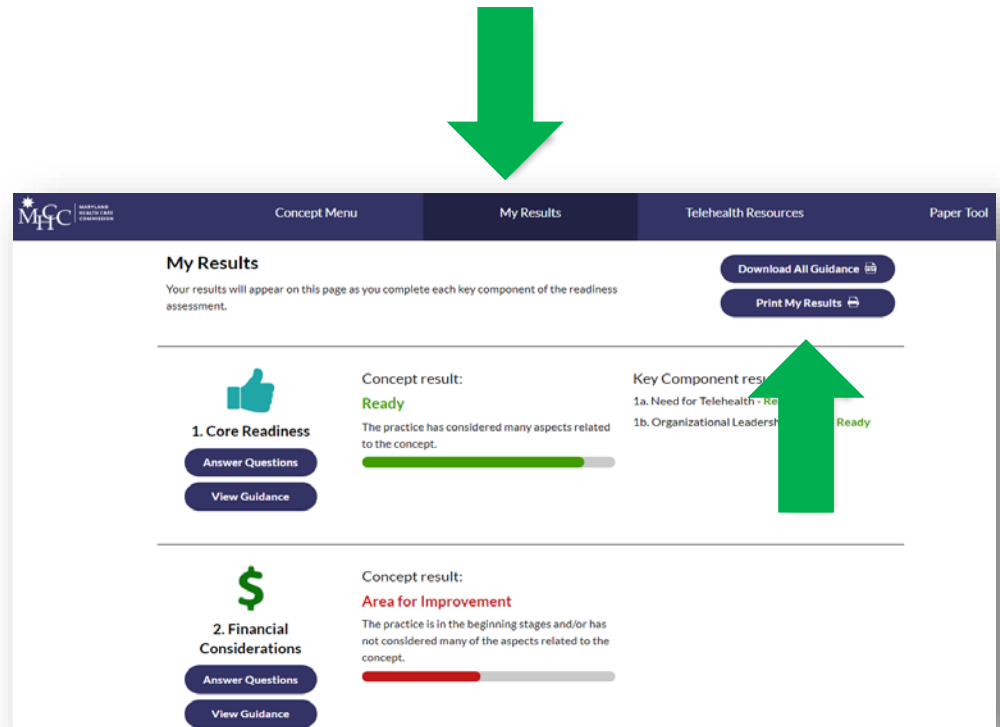 MHCC MARYLAND
HEALTH CARE
COMMISSION
Concept Menu
My Results
Telehealth Resources
Paper Tool
My Results
Your results will appear on this page as you complete each key component of the readiness
assessment.
Download All Guidance
Print My Results
1. Core Readiness
Answer Questions
View Guidance
Concept result:
Ready
The practice has considered many aspects related
to the concept.
Key Component
1a. Need for Telehealth -
1b. Organizational Ready
2. Financial
Considerations
Answer Questions
View Guidance
Concept result:
Area for Improvement
The practice is in the beginning stages and/or has
not considered many of the aspects related to the
concept.